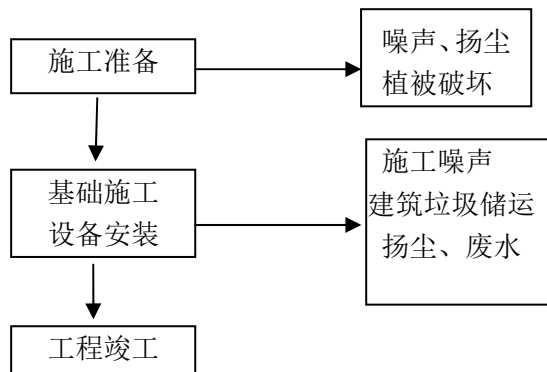 施工准备
噪声、扬尘
植被破坏
基础施工
设备安装
施工噪声
建筑垃圾储运
扬尘、废水
工程竣工